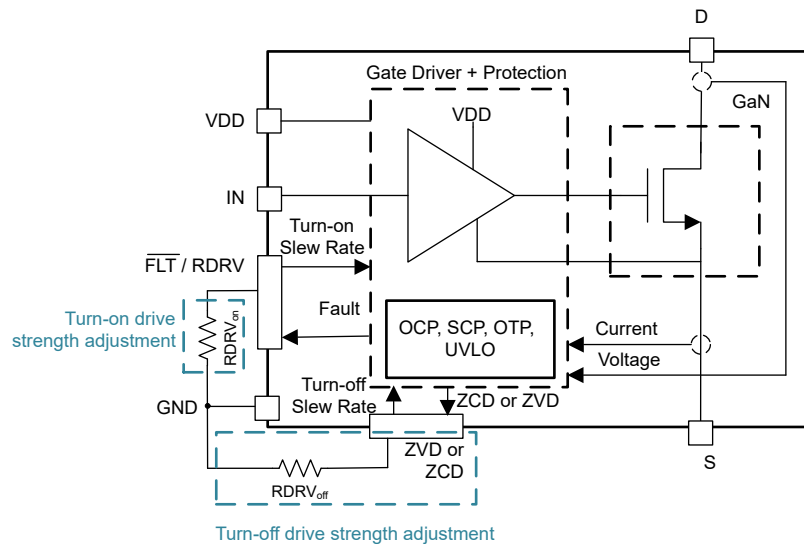 D
Gate Driver + Protection
GaN
VDD
VDD
IN
Turn-on
Slew Rate
FLT / RDRV
Fault
Turn-on drive
strength adjustment
RDRVon
OCP, SCP, OTP,
UVLO
Current
Voltage
Turn-off
Slew Rate
ZCD or ZVD
GND
ZVD or
ZCD
S
RDRVoff
Turn-off drive strength adjustment